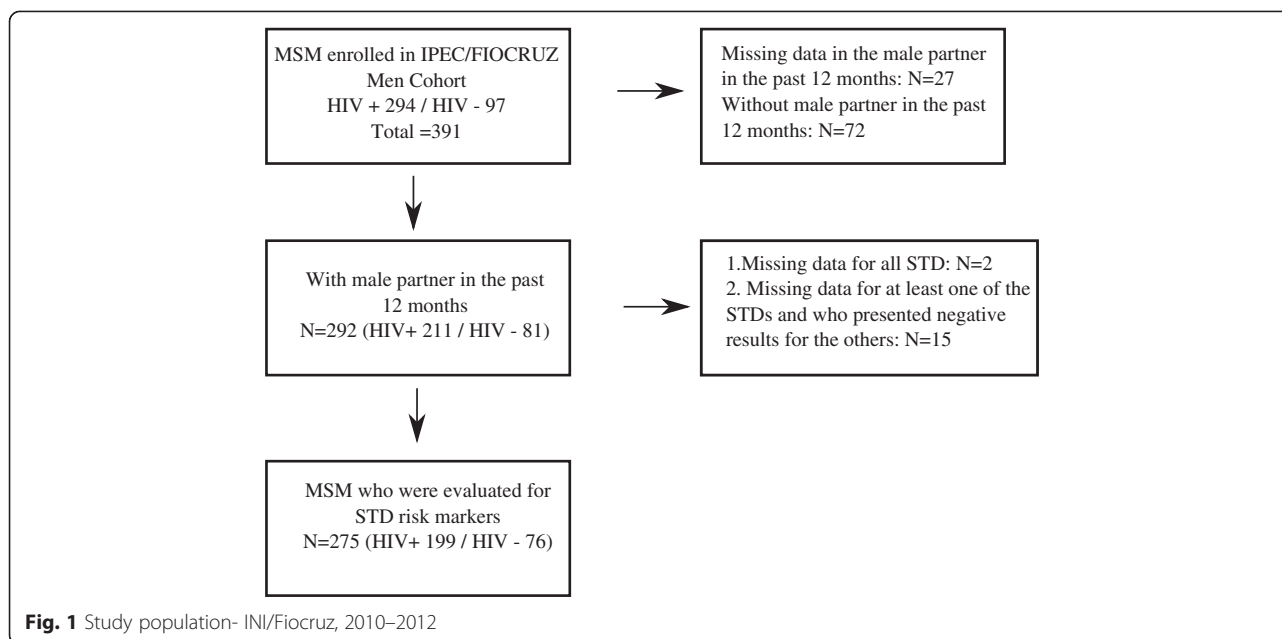 MSM enrolled in IPEC/FIOCRUZ
Men Cohort
HIV + 294 / HIV - 97
Total =391
Missing data in the male partner
in the past 12 months: N=27
Without male partner in the past
12 months: N=72
With male partner in the past
12 months
N=292 (HIV+ 211 / HIV - 81)
1.Missing data for all STD: N=2
2. Missing data for at least one of the
STDs and who presented negative
results for the others: N=15
MSM who were evaluated for
STD risk markers
N=275 (HIV+ 199 / HIV - 76)
Fig. 1 Study population- INI/Fiocruz, 2010–2012